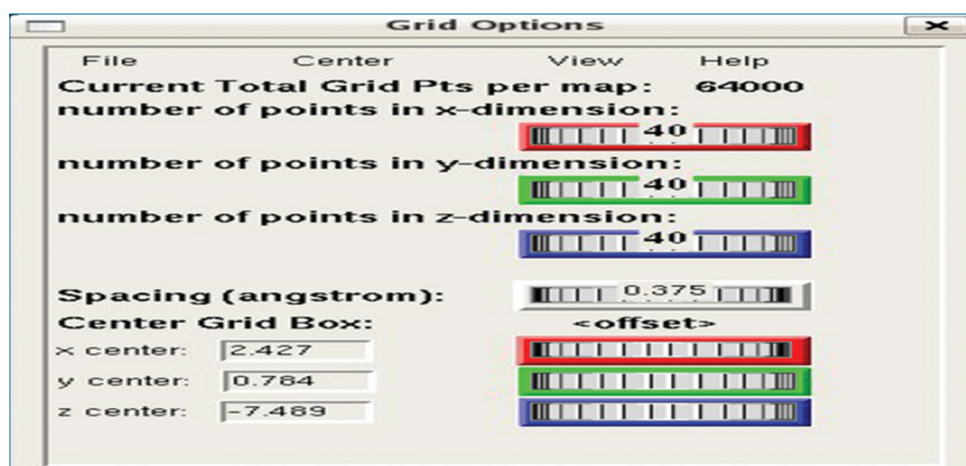 Grid Options
File Center View Help
Current Total Grid Pts per map: 64000
number of points in x-dimension:
40
number of points in y-dimension:
40
number of points in z-dimension:
40
Spacing (angstrom): 0.375
Center Grid Box: <offset>
x center: 2.427
y center: 0.784
z center: -7.489